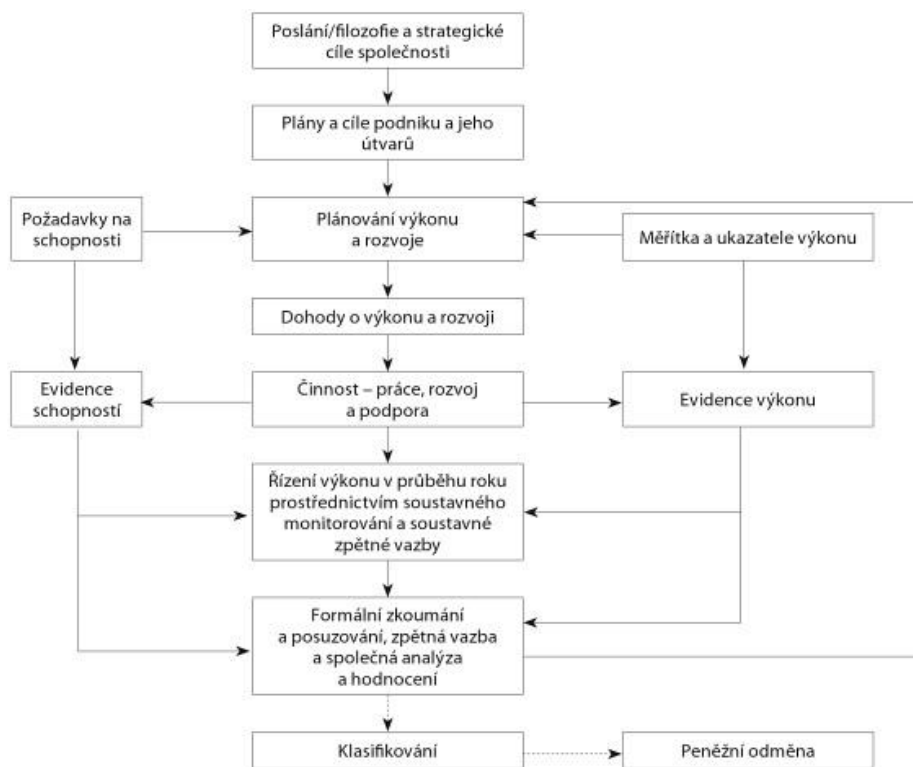 Poslání/filozofie a strategické
cíle společnosti
Plány a cíle podniku a jeho
útvarů
Požadavky na
schopnosti
Plánování výkonu
a rozvoje
Měřítka a ukazatele výkonu
Dohody o výkonu a rozvoji
Evidence
schopností
Činnost – práce, rozvoj
a podpora
Evidence výkonu
Řízení výkonu v průběhu roku
prostřednictvím soustavného
monitorování a soustavné
zpětné vazby
Formální zkoumání
a posuzování, zpětná vazba
a společná analýza
a hodnocení
Klasifikování
Peněžní odměna